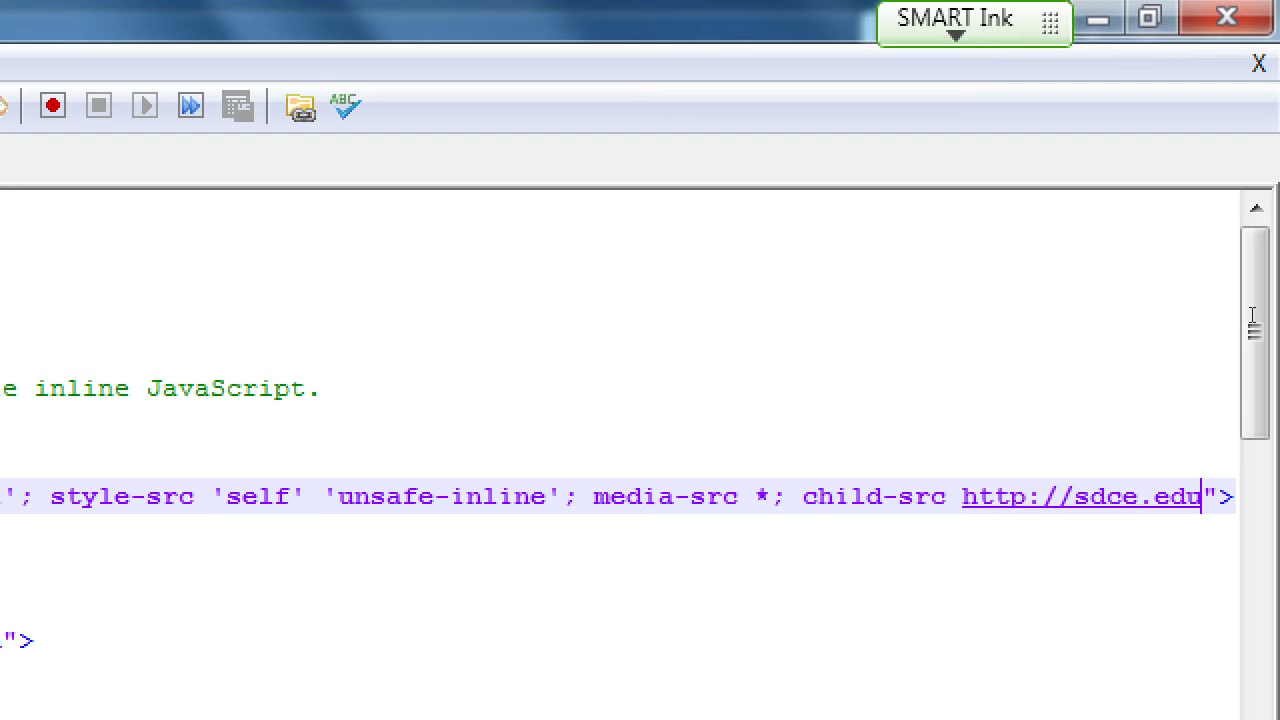 SMART Ink
X
ABC
e inline JavaScript.
'; style-src 'self' 'unsafe-inline'; media-src *; child-src http://sdce.edu">
">